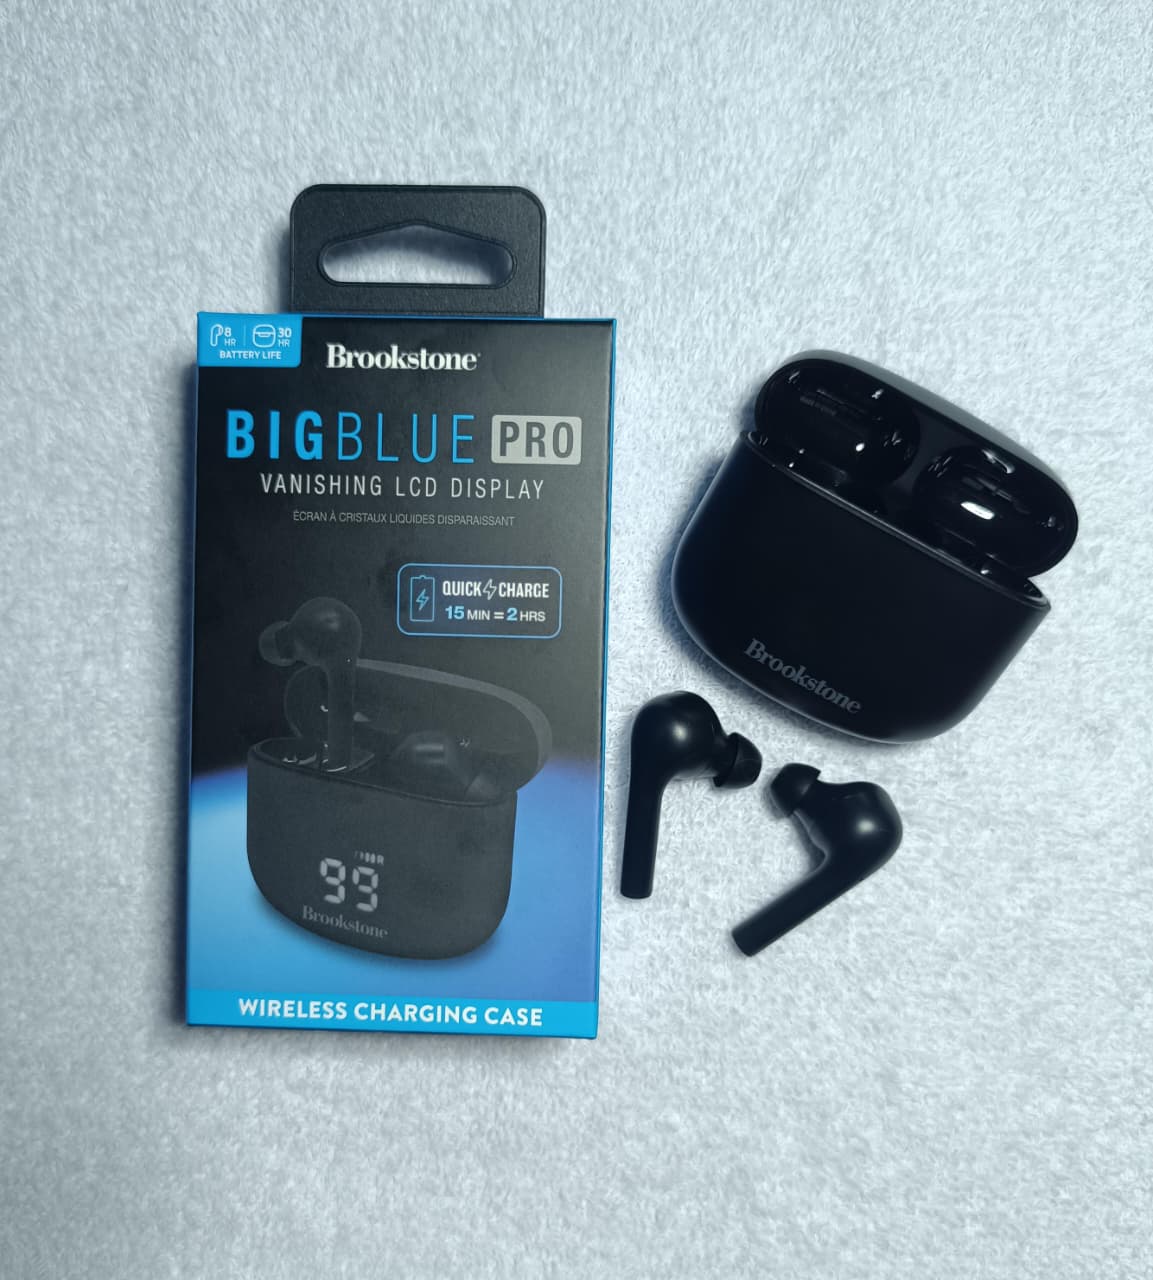 8 HR 30 HR
BATTERY LIFE
Brookstone
BIGBLUE PRO
VANISHING LCD DISPLAY
ÉCRAN À CRISTAUX LIQUIDES DISPARAISSANT
QUICK CHARGE
15 MIN = 2 HRS
99
Brookstone
WIRELESS CHARGING CASE
Brookstone